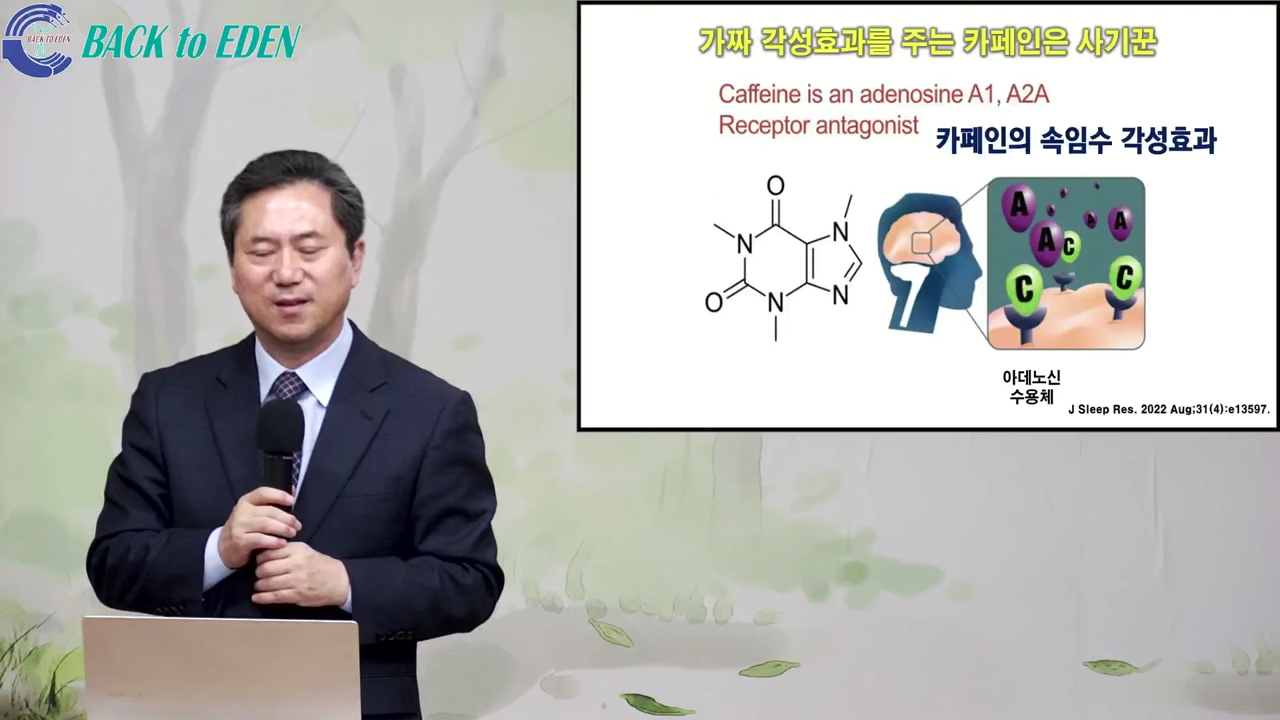 BACK TO EDEN
BACK to EDEN
가짜 각성효과를 주는 카페인은 사기꾼
Caffeine is an adenosine A1, A2A
Receptor antagonist
카페인의 속임수 각성효과
O
N
N
O
N
N
A
A
A
A
C
C
C
아데노신
수용체
J Sleep Res. 2022 Aug;31(4):e13597.